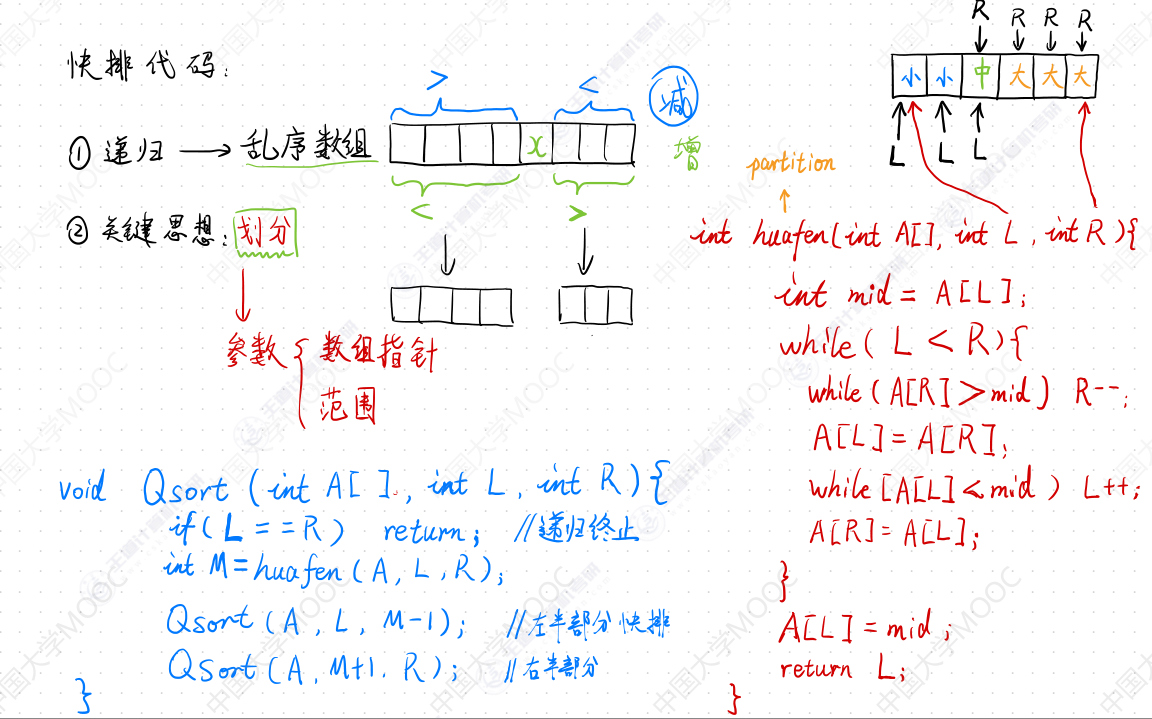 快排代码:
① 递归 → 乱序数组
> <
x
< >
减
增
② 关键思想: 划分
参数 { 数组指针
范围
void Qsort (int A[ ], int L, int R){
if(L==R) return; //递归终止
int M=huafen(A, L, R);
Qsort(A, L, M-1); //左半部分快排
Qsort(A, M+1, R); //右半部分
}
R R R R
小 小 中 大 大 大
L L L
partition
int huafen(int A[], int L, int R){
int mid = A[L];
while( L < R){
while(A[R]>mid) R--;
A[L]=A[R];
while[A[L]≤mid) L++;
A[R]=A[L];
}
A[L]=mid;
return L;
}
中国大学MOOC